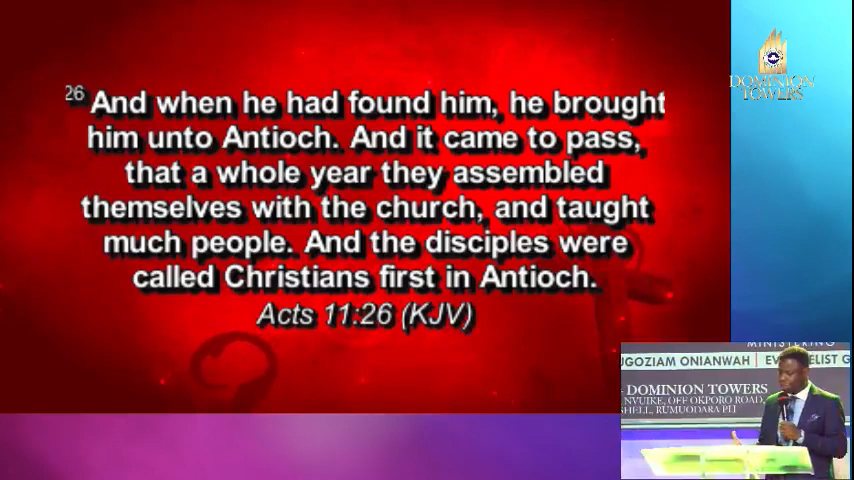 26 And when he had found him, he brought
him unto Antioch. And it came to pass,
that a whole year they assembled
themselves with the church, and taught
much people. And the disciples were
called Christians first in Antioch.
Acts 11:26 (KJV)
DOMINION
TOWERS
MINISTERING
UGOZIAM ONIANWAH | EVANGELIST G
DOMINION TOWERS
NVUIKE, OFF OKPORO ROAD,
SHELL, RUMUODARA PH